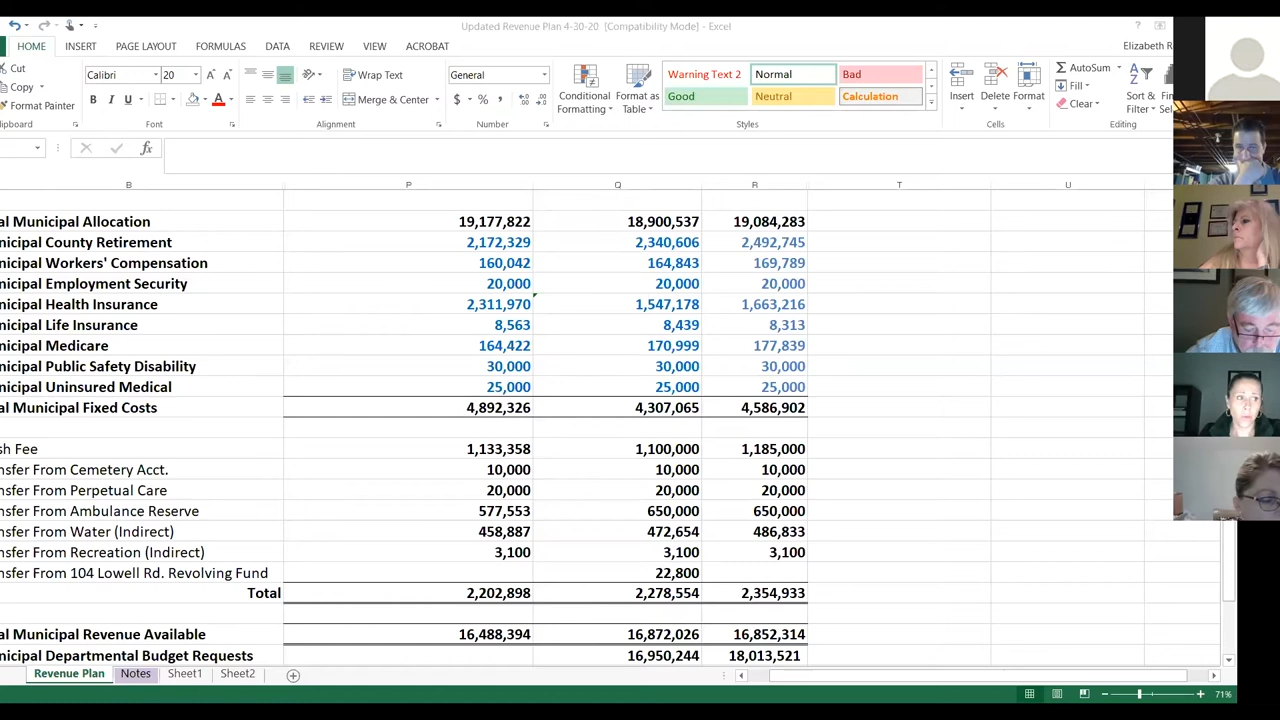 Updated Revenue Plan 4-30-20 [Compatibility Mode] - Excel
HOME INSERT PAGE LAYOUT FORMULAS DATA REVIEW VIEW ACROBAT Elizabeth R
Cut
Copy
Format Painter
Calibri 20
B I U
Wrap Text
Merge & Center
General
$ % ,
Conditional Formatting
Format as Table
Warning Text 2 Normal Bad
Good Neutral Calculation
Insert Delete Format
AutoSum
Fill
Clear
Sort & Filter
lipboard Font Alignment Number Styles Cells Editing
fx
B P Q R T U
al Municipal Allocation 19,177,822 18,900,537 19,084,283
nicipal County Retirement 2,172,329 2,340,606 2,492,745
nicipal Workers' Compensation 160,042 164,843 169,789
nicipal Employment Security 20,000 20,000 20,000
nicipal Health Insurance 2,311,970 1,547,178 1,663,216
nicipal Life Insurance 8,563 8,439 8,313
nicipal Medicare 164,422 170,999 177,839
nicipal Public Safety Disability 30,000 30,000 30,000
nicipal Uninsured Medical 25,000 25,000 25,000
al Municipal Fixed Costs 4,892,326 4,307,065 4,586,902
sh Fee 1,133,358 1,100,000 1,185,000
nsfer From Cemetery Acct. 10,000 10,000 10,000
nsfer From Perpetual Care 20,000 20,000 20,000
nsfer From Ambulance Reserve 577,553 650,000 650,000
nsfer From Water (Indirect) 458,887 472,654 486,833
nsfer From Recreation (Indirect) 3,100 3,100 3,100
nsfer From 104 Lowell Rd. Revolving Fund 22,800
Total 2,202,898 2,278,554 2,354,933
al Municipal Revenue Available 16,488,394 16,872,026 16,852,314
nicipal Departmental Budget Requests 16,950,244 18,013,521
Revenue Plan Notes Sheet1 Sheet2
71%